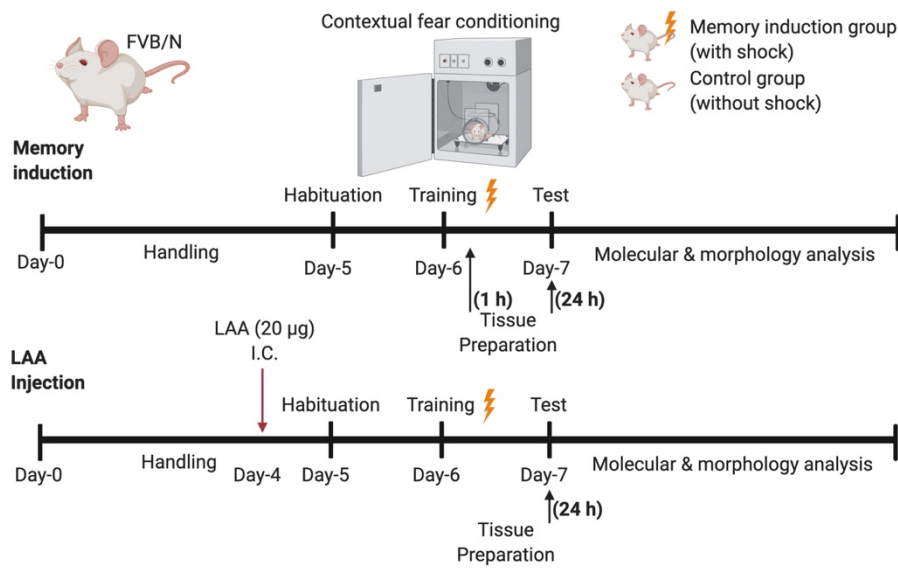 Contextual fear conditioning
FVB/N
Memory induction group
(with shock)
Control group
(without shock)
Memory
induction
Habituation
Training
Test
Handling
Molecular & morphology analysis
Day-0
Day-5
Day-6
Day-7
(1 h)
(24 h)
Tissue
Preparation
LAA (20 µg)
I.C.
LAA
Injection
Habituation
Training
Test
Handling
Molecular & morphology analysis
Day-0
Day-4
Day-5
Day-6
Day-7
(24 h)
Tissue
Preparation